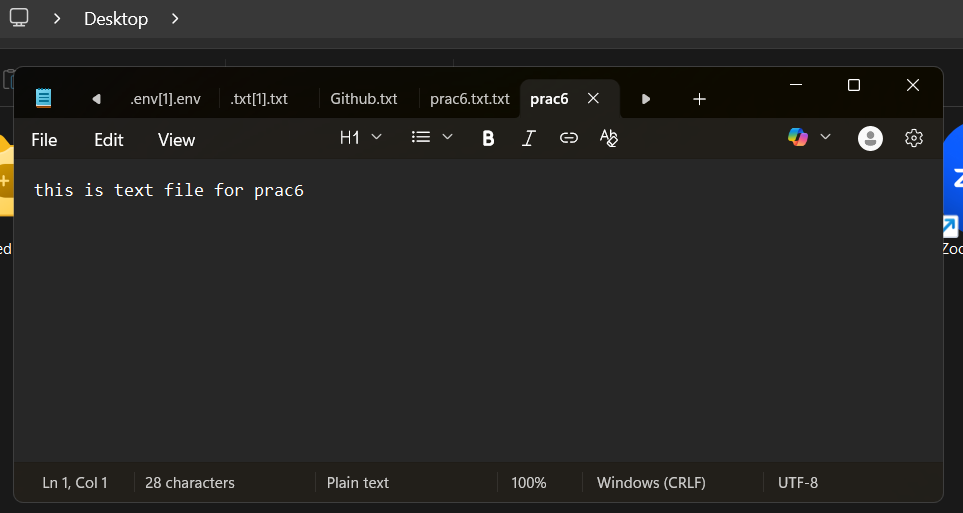 Desktop
.env[1].env
.txt[1].txt
Github.txt
prac6.txt.txt
prac6
File
Edit
View
H1
B
I
this is text file for prac6
Ln 1, Col 1
28 characters
Plain text
100%
Windows (CRLF)
UTF-8